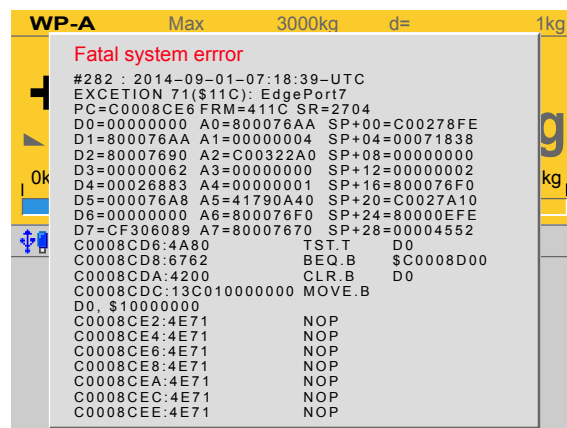 WP-A Max 3000kg d= 1kg
Fatal system errror
#282 : 2014–09–01–07:18:39–UTC
EXCETION 71($11C): EdgePort7
PC=C0008CE6 FRM=411C SR=2704
D0=00000000 A0=800076AA SP+00=C00278FE
D1=800076AA A1=00000004 SP+04=00071838
g
D2=80007690 A2=C00322A0 SP+08=00000000
D3=00000062 A3=00000000 SP+12=00000002
0k
kg
D4=00026883 A4=00000001 SP+16=800076F0
D5=000076A8 A5=41790A40 SP+20=C0027A10
D6=00000000 A6=800076F0 SP+24=80000EFE
D7=CF306089 A7=80007670 SP+28=00004552
C0008CD6:4A80 TST.T D0
C0008CD8:6762 BEQ.B $C0008D00
C0008CDA:4200 CLR.B D0
C0008CDC:13C010000000 MOVE.B
D0, $10000000
C0008CE2:4E71 NOP
C0008CE4:4E71 NOP
C0008CE6:4E71 NOP
C0008CE8:4E71 NOP
C0008CEA:4E71 NOP
C0008CEC:4E71 NOP
C0008CEE:4E71 NOP